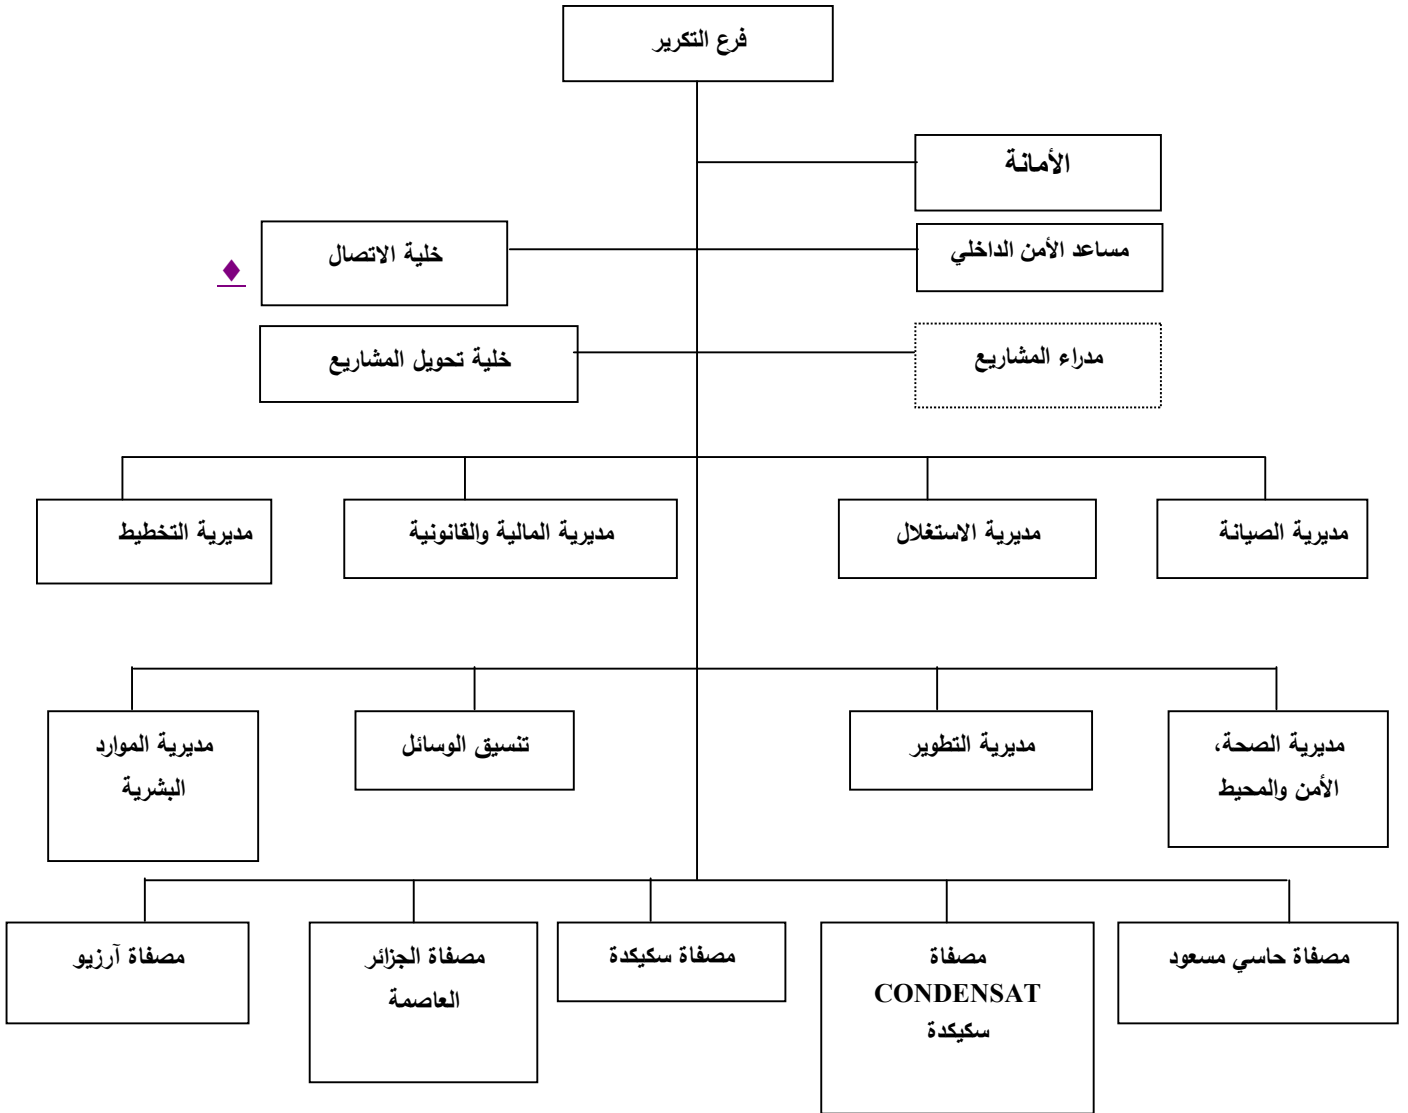 فرع التكرير
الأمانة
مساعد الأمن الداخلي
خلية الاتصال
♦
مدراء المشاريع
خلية تحويل المشاريع
مديرية الصيانة
مديرية الاستغلال
مديرية المالية والقانونية
مديرية التخطيط
مديرية الصحة،
الأمن والمحيط
مديرية التطوير
تنسيق الوسائل
مديرية الموارد
البشرية
مصفاة حاسي مسعود
مصفاة
CONDENSAT
سكيكدة
مصفاة سكيكدة
مصفاة الجزائر
العاصمة
مصفاة آرزيو